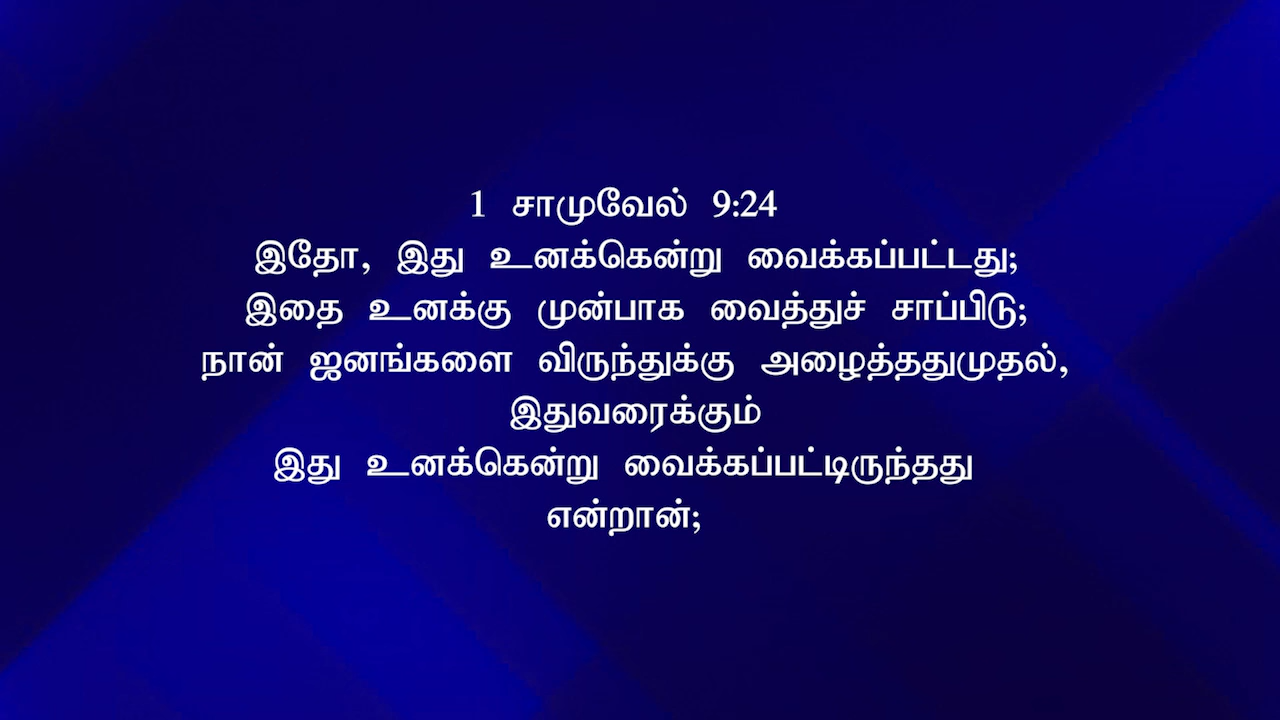 1 சாமுவேல் 9:24
இதோ, இது உனக்கென்று வைக்கப்பட்டது;
இதை உனக்கு முன்பாக வைத்துச் சாப்பிடு;
நான் ஜனங்களை விருந்துக்கு அழைத்ததுமுதல்,
இதுவரைக்கும்
இது உனக்கென்று வைக்கப்பட்டிருந்தது
என்றான்;